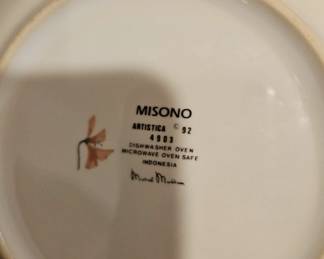 MISONO
ARTISTICA © 92
4903
DISHWASHER OVEN
MICROWAVE OVEN SAFE
INDONESIA